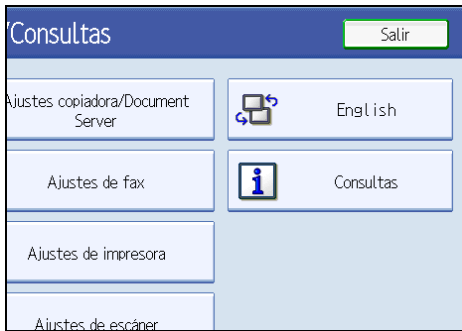 /Consultas
Salir
Ajustes copiadora/Document
Server
English
Ajustes de fax
Consultas
Ajustes de impresora
Ajustes de escáner